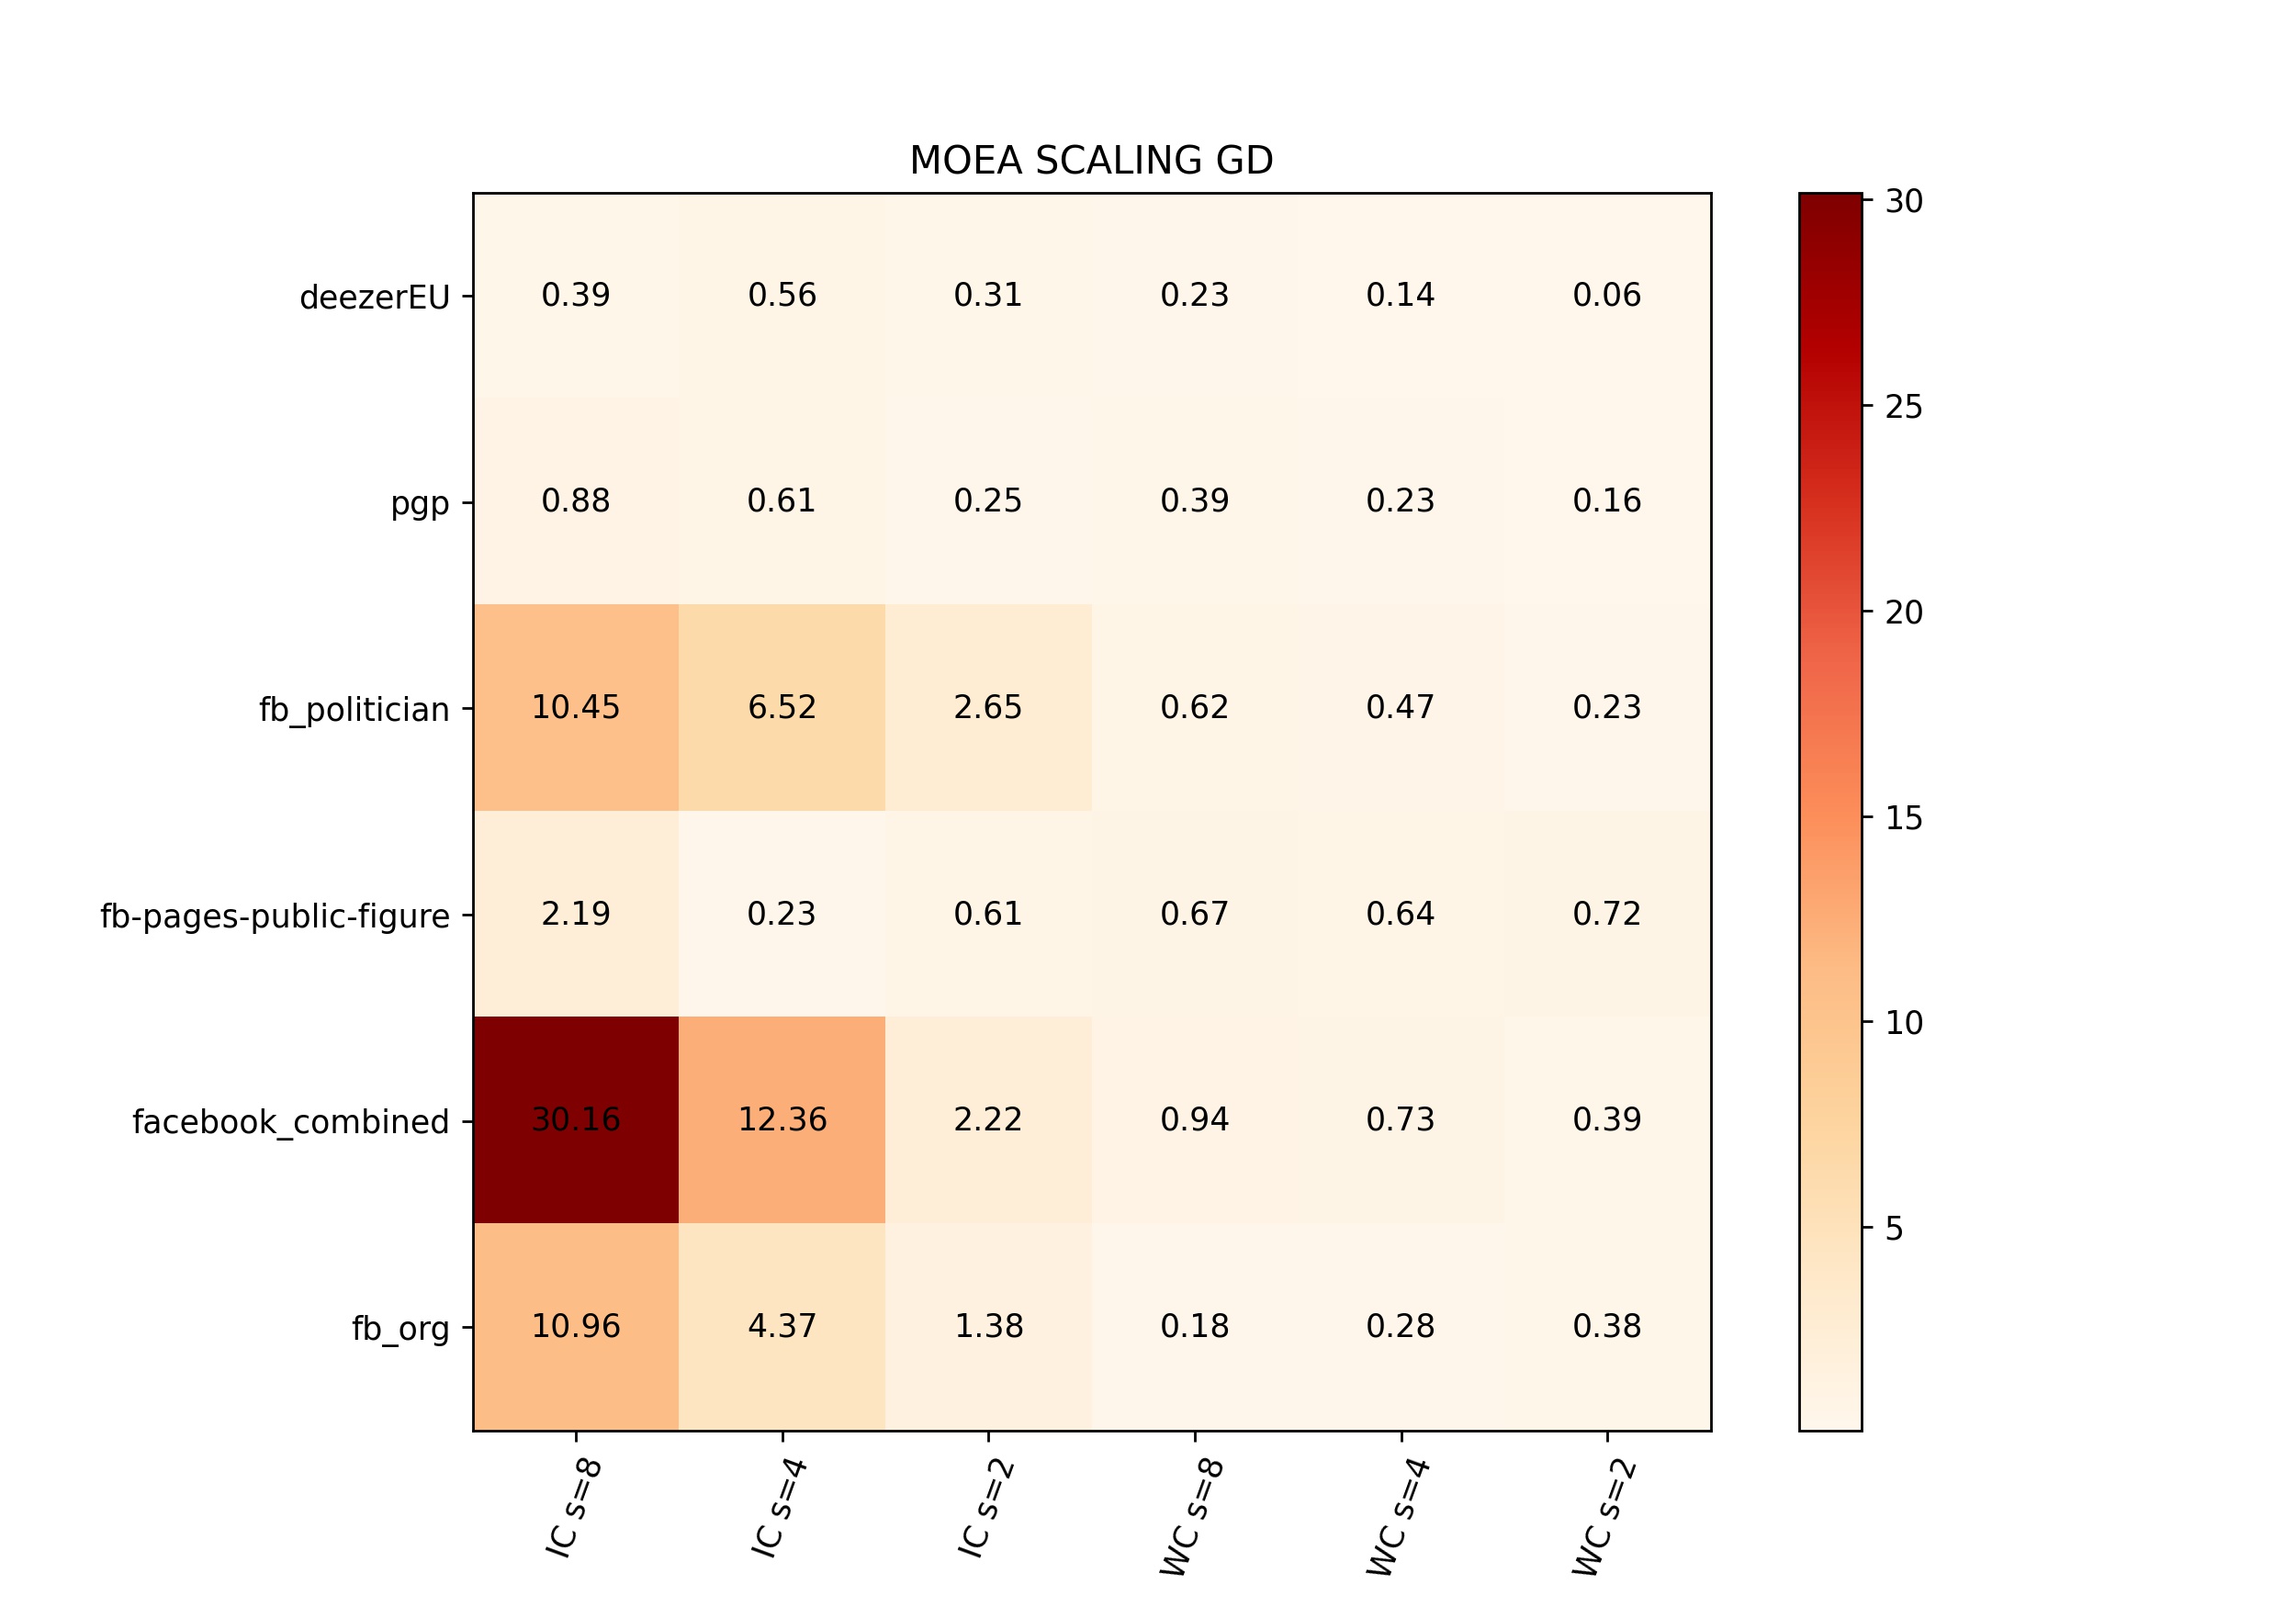 MOEA SCALING GD
deezerEU 0.39 0.56 0.31 0.23 0.14 0.06
pgp 0.88 0.61 0.25 0.39 0.23 0.16
fb_politician 10.45 6.52 2.65 0.62 0.47 0.23
fb-pages-public-figure 2.19 0.23 0.61 0.67 0.64 0.72
facebook_combined 30.16 12.36 2.22 0.94 0.73 0.39
fb_org 10.96 4.37 1.38 0.18 0.28 0.38
IC s=8 IC s=4 IC s=2 WC s=8 WC s=4 WC s=2
30
25
20
15
10
5